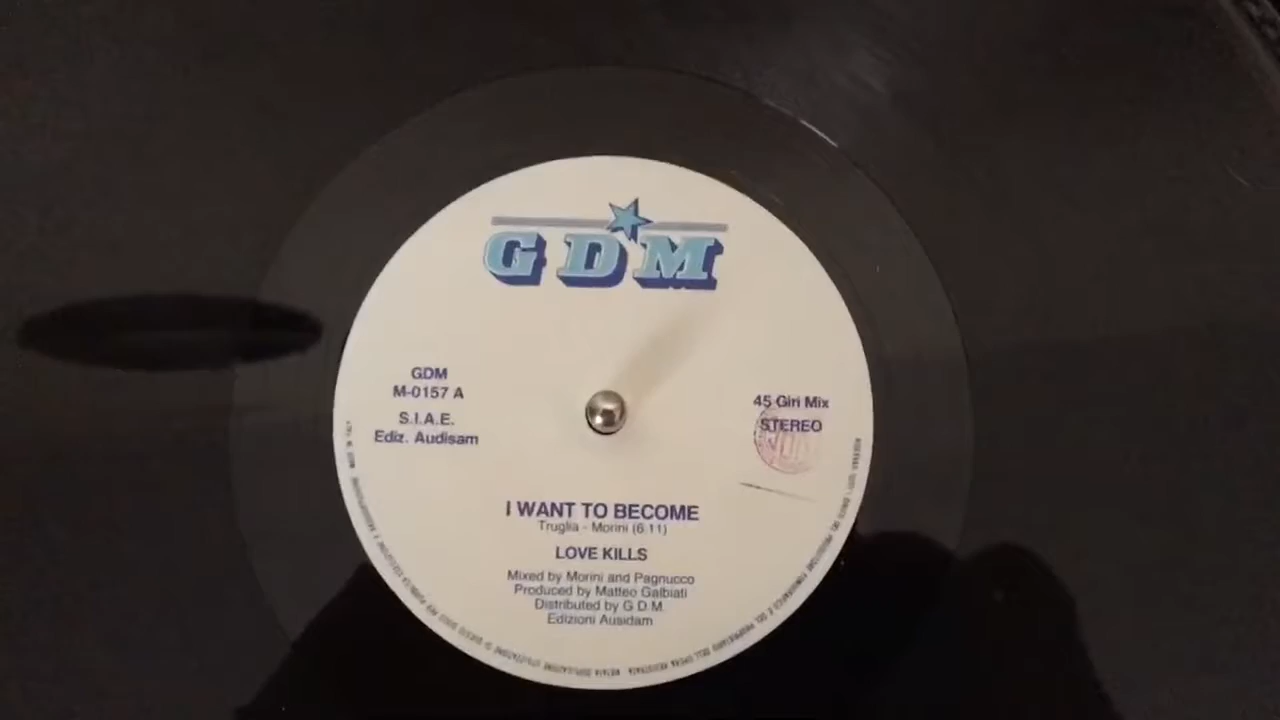 GDM
GDM
M-0157 A
S.I.A.E.
Ediz. Audisam
45 Giri Mix
STEREO
I WANT TO BECOME
Truglia - Morini (6.11)
LOVE KILLS
Mixed by Morini and Pagnucco
Produced by Matteo Galbiati
Distributed by G D M.
Edizioni Ausidam